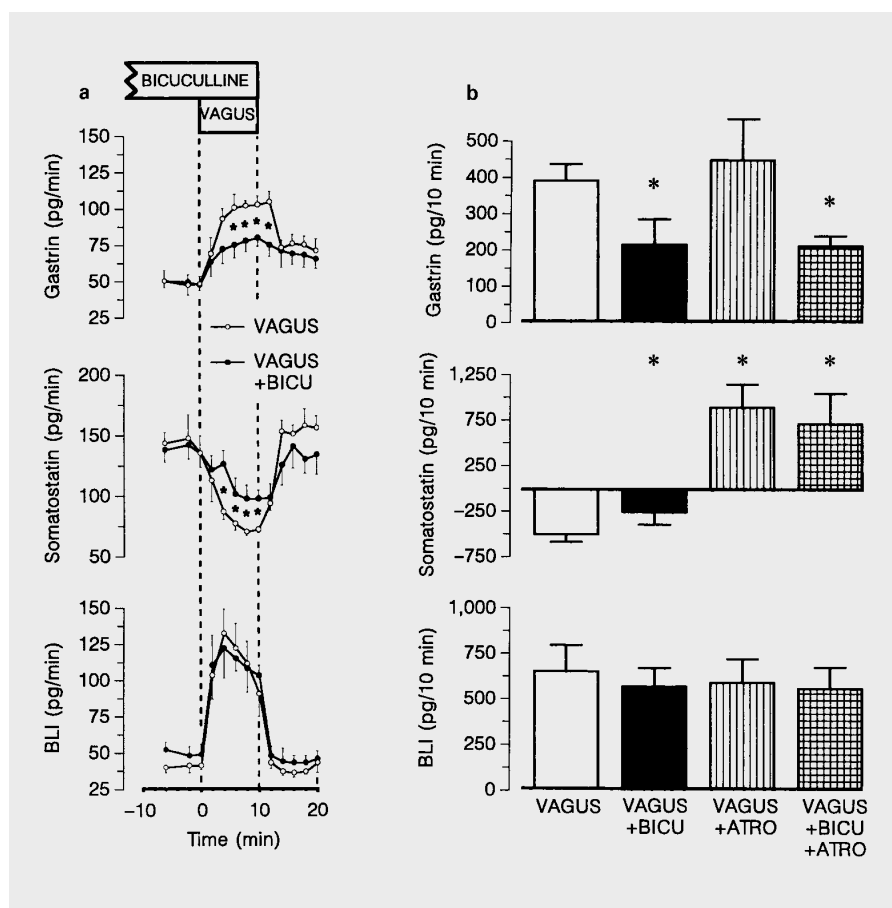 a
BICUCULLINE
VAGUS
Gastrin (pg/min)
150
125
100
75
50
25
* * * *
VAGUS
VAGUS
+BICU
Somatostatin (pg/min)
200
150
100
50
* * * *
BLI (pg/min)
150
125
100
75
50
25
−10 0 10 20
Time (min)
b
Gastrin (pg/10 min)
500
400
300
200
100
0
* *
Somatostatin (pg/10 min)
1,250
750
250
−250
−750
* * *
BLI (pg/10 min)
1,000
750
500
250
0
VAGUS VAGUS VAGUS VAGUS
+BICU +ATRO +BICU
+ATRO